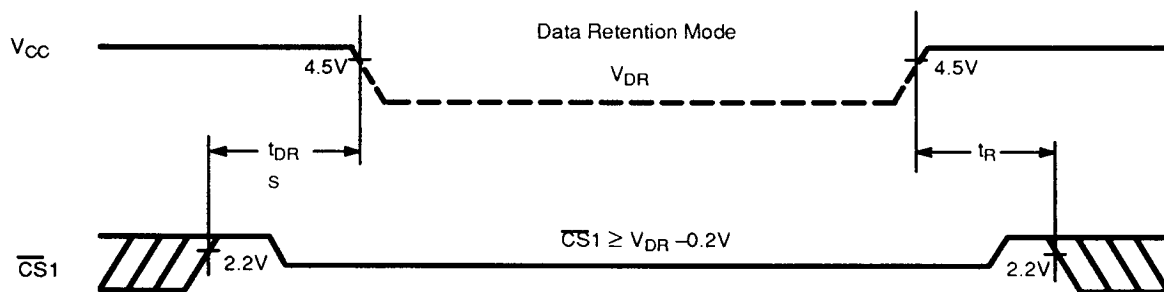 Data Retention Mode
VCC
4.5V
VDR
4.5V
tDR
S
tR
CS1 ≥ VDR –0.2V
CS1
2.2V
2.2V